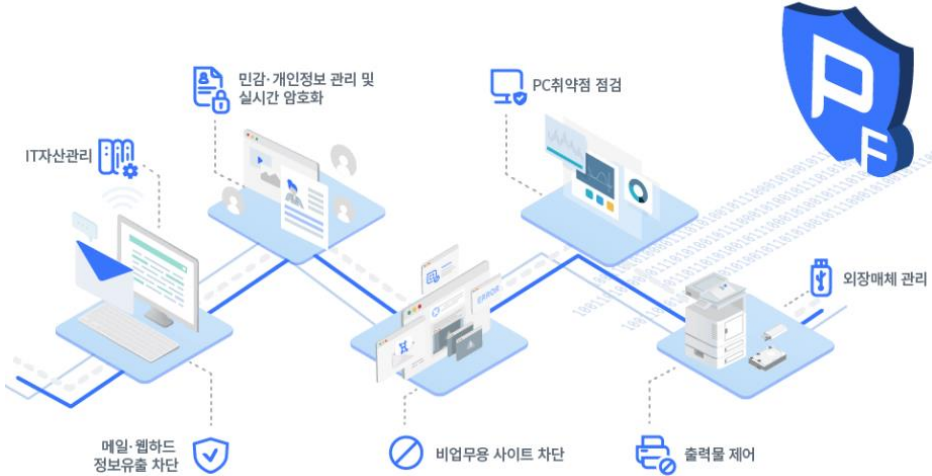 민감·개인정보 관리 및
실시간 암호화
PC취약점 점검
P
F
IT자산관리
외장매체 관리
ERROR
메일·웹하드
정보유출 차단
비업무용 사이트 차단
출력물 제어